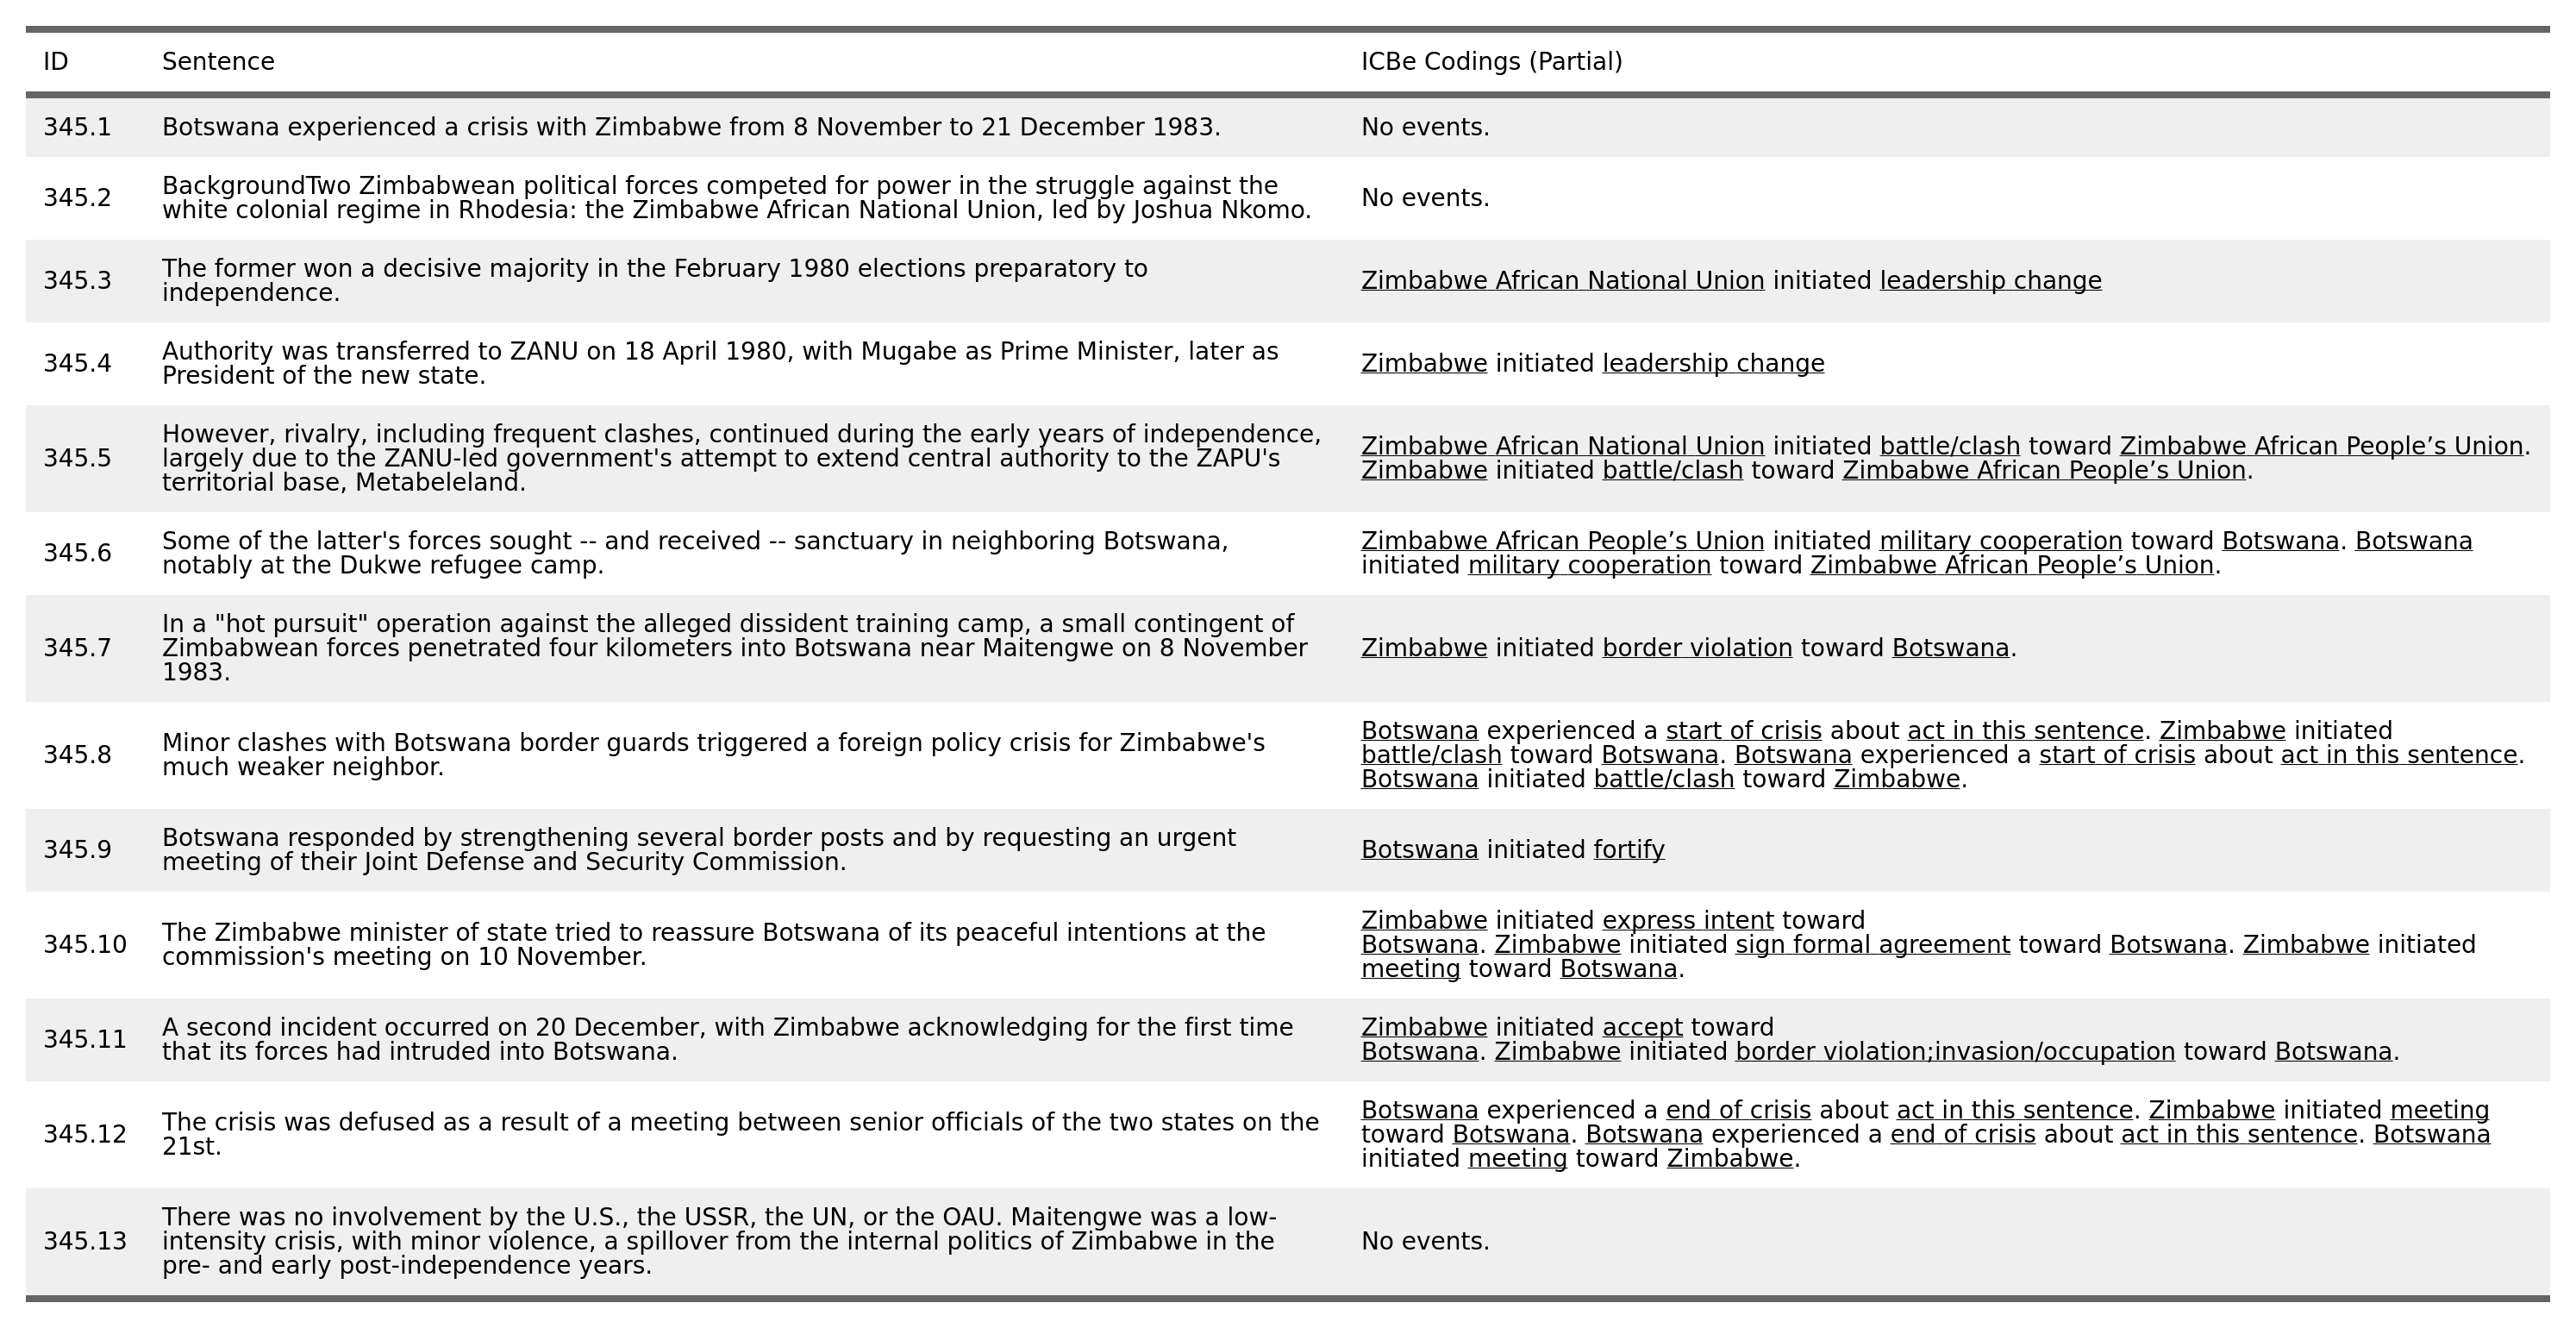 ID Sentence ICBe Codings (Partial)
345.1 Botswana experienced a crisis with Zimbabwe from 8 November to 21 December 1983. No events.
345.2 BackgroundTwo Zimbabwean political forces competed for power in the struggle against the
white colonial regime in Rhodesia: the Zimbabwe African National Union, led by Joshua Nkomo.
No events.
345.3 The former won a decisive majority in the February 1980 elections preparatory to
independence.
Zimbabwe African National Union initiated leadership change
345.4 Authority was transferred to ZANU on 18 April 1980, with Mugabe as Prime Minister, later as
President of the new state.
Zimbabwe initiated leadership change
345.5 However, rivalry, including frequent clashes, continued during the early years of independence,
largely due to the ZANU-led government's attempt to extend central authority to the ZAPU's
territorial base, Metabeleland.
Zimbabwe African National Union initiated battle/clash toward Zimbabwe African People’s Union.
Zimbabwe initiated battle/clash toward Zimbabwe African People’s Union.
345.6 Some of the latter's forces sought -- and received -- sanctuary in neighboring Botswana,
notably at the Dukwe refugee camp.
Zimbabwe African People’s Union initiated military cooperation toward Botswana. Botswana
initiated military cooperation toward Zimbabwe African People’s Union.
345.7 In a "hot pursuit" operation against the alleged dissident training camp, a small contingent of
Zimbabwean forces penetrated four kilometers into Botswana near Maitengwe on 8 November
1983.
Zimbabwe initiated border violation toward Botswana.
345.8 Minor clashes with Botswana border guards triggered a foreign policy crisis for Zimbabwe's
much weaker neighbor.
Botswana experienced a start of crisis about act in this sentence. Zimbabwe initiated
battle/clash toward Botswana. Botswana experienced a start of crisis about act in this sentence.
Botswana initiated battle/clash toward Zimbabwe.
345.9 Botswana responded by strengthening several border posts and by requesting an urgent
meeting of their Joint Defense and Security Commission.
Botswana initiated fortify
345.10 The Zimbabwe minister of state tried to reassure Botswana of its peaceful intentions at the
commission's meeting on 10 November.
Zimbabwe initiated express intent toward
Botswana. Zimbabwe initiated sign formal agreement toward Botswana. Zimbabwe initiated
meeting toward Botswana.
345.11 A second incident occurred on 20 December, with Zimbabwe acknowledging for the first time
that its forces had intruded into Botswana.
Zimbabwe initiated accept toward
Botswana. Zimbabwe initiated border violation;invasion/occupation toward Botswana.
345.12 The crisis was defused as a result of a meeting between senior officials of the two states on the
21st.
Botswana experienced a end of crisis about act in this sentence. Zimbabwe initiated meeting
toward Botswana. Botswana experienced a end of crisis about act in this sentence. Botswana
initiated meeting toward Zimbabwe.
345.13 There was no involvement by the U.S., the USSR, the UN, or the OAU. Maitengwe was a low-
intensity crisis, with minor violence, a spillover from the internal politics of Zimbabwe in the
pre- and early post-independence years.
No events.